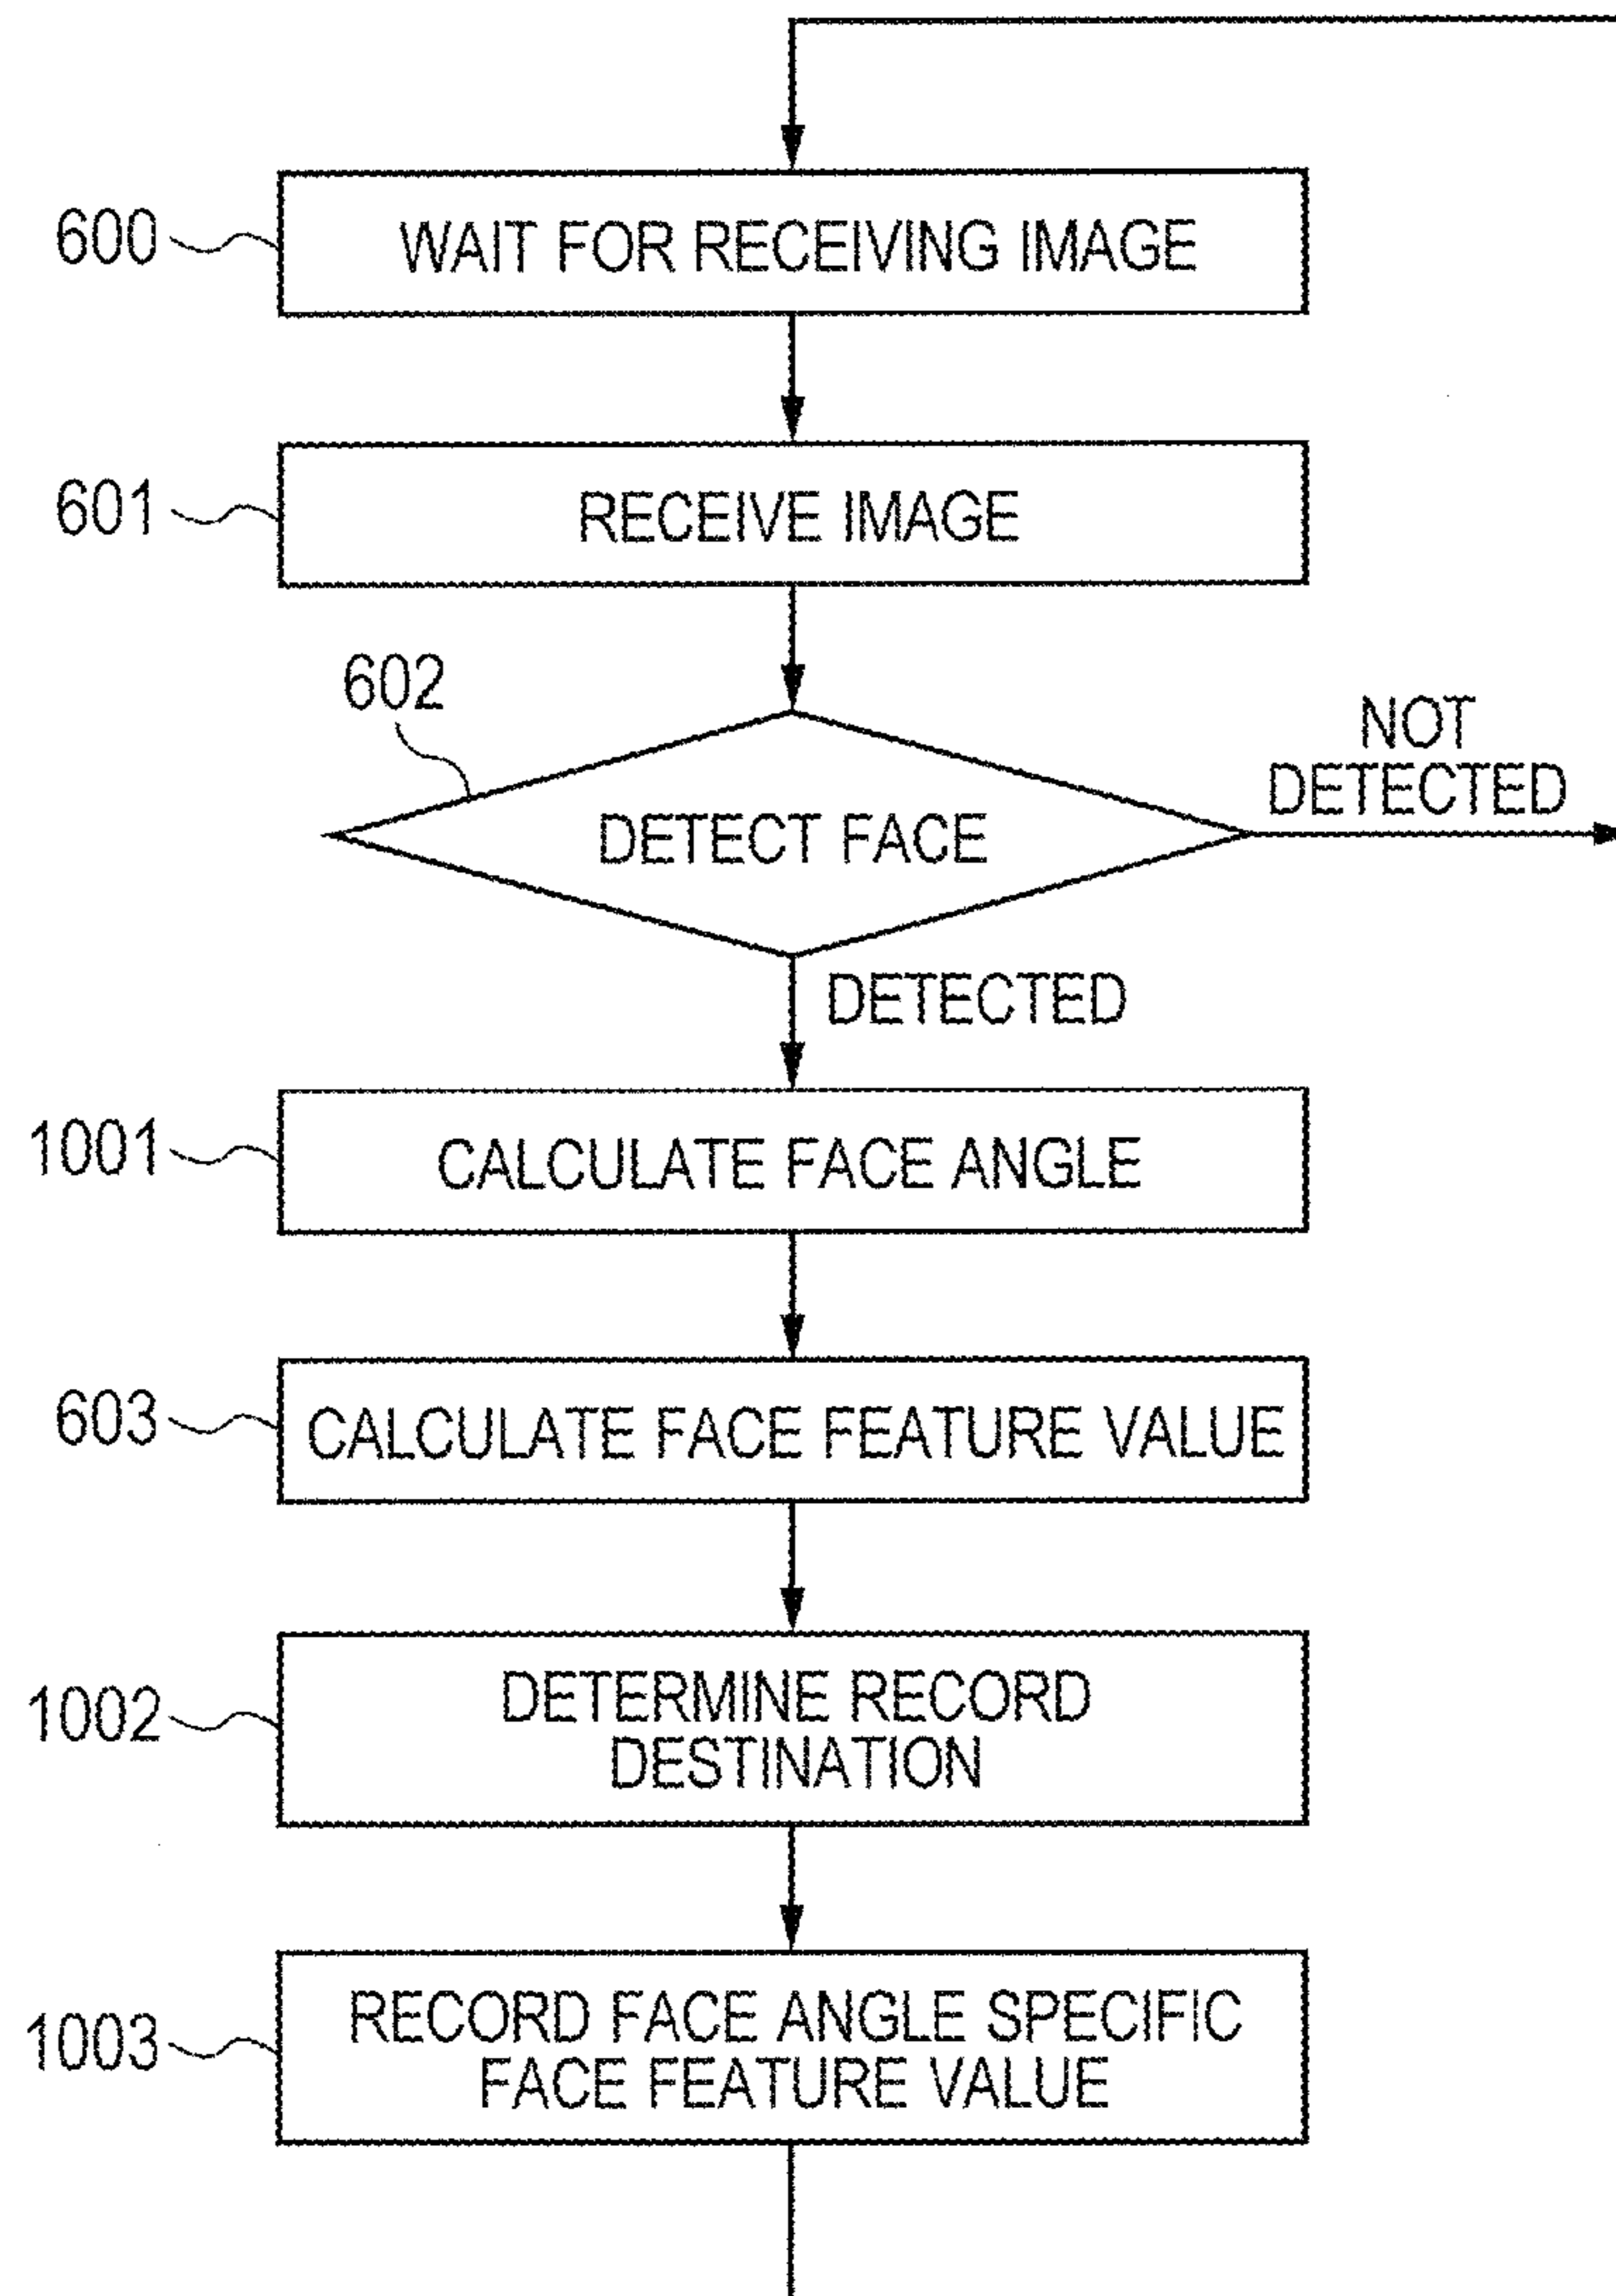 600
WAIT FOR RECEIVING IMAGE
601
RECEIVE IMAGE
602
DETECT FACE
NOT
DETECTED
DETECTED
1001
CALCULATE FACE ANGLE
603
CALCULATE FACE FEATURE VALUE
1002
DETERMINE RECORD
DESTINATION
1003
RECORD FACE ANGLE SPECIFIC
FACE FEATURE VALUE